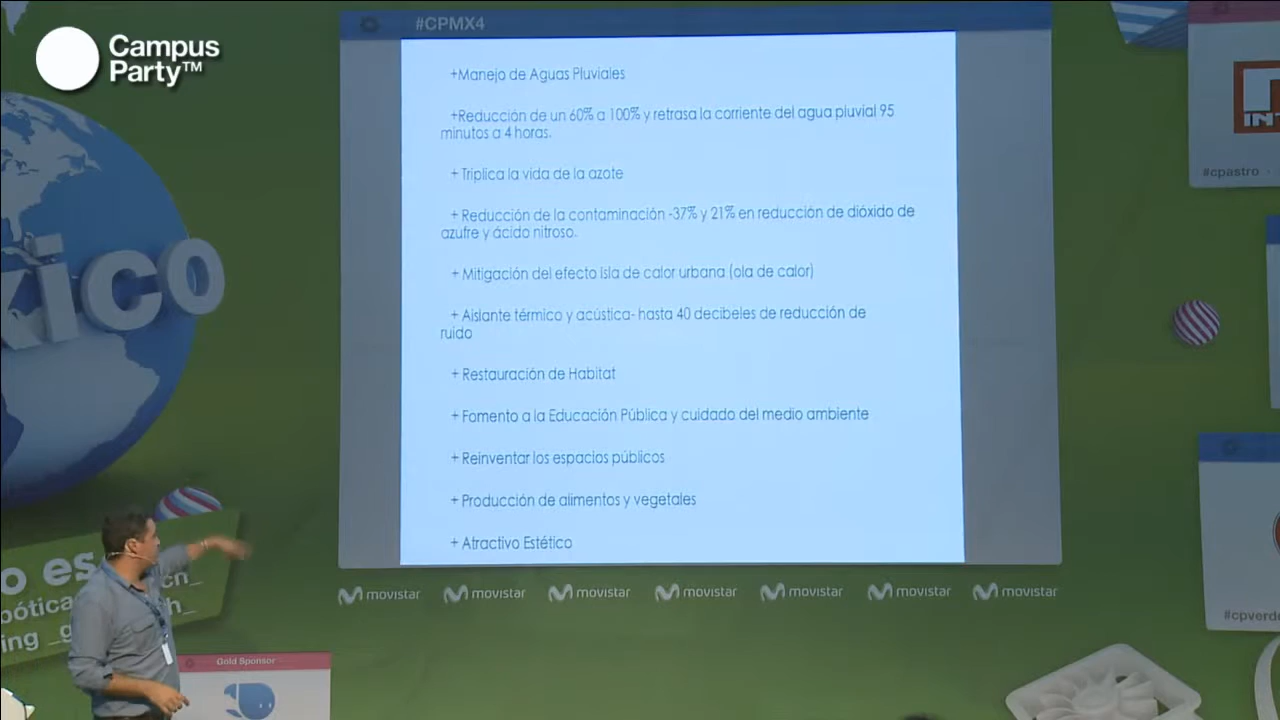 Campus
Party™
#CPMX4
+Manejo de Aguas Pluviales
+Reducción de un 60% a 100% y retrasa la corriente del agua pluvial 95
minutos a 4 horas.
+ Triplica la vida de la azote
+ Reducción de la contaminación -37% y 21% en reducción de dióxido de
azufre y ácido nitroso.
+ Mitigación del efecto Isla de calor urbana (ola de calor)
+ Aislante térmico y acústica- hasta 40 decibeles de reducción de
ruido
+ Restauración de Habitat
+ Fomento a la Educación Pública y cuidado del medio ambiente
+ Reinventar los espacios públicos
+ Producción de alimentos y vegetales
+ Atractivo Estético
movistar movistar movistar movistar movistar movistar movistar
xico
#cpastro
Gold Sponsor